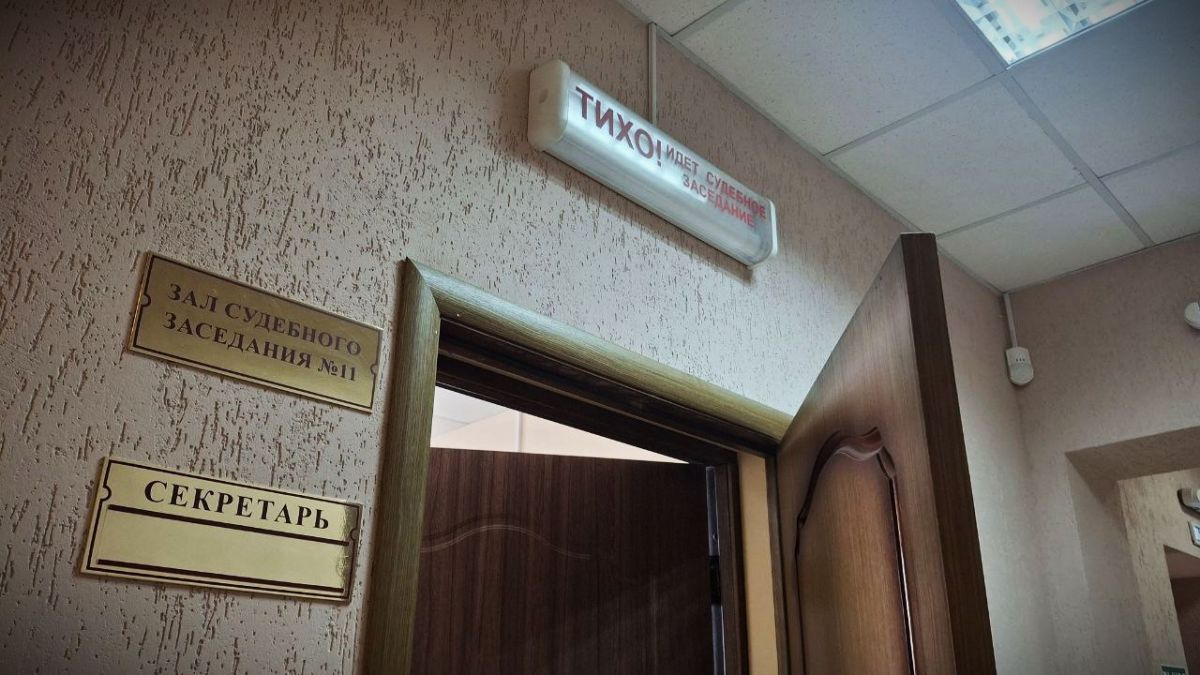 ТИХО! ИДЕТ СУДЕБНОЕ
ЗАСЕДАНИЕ
ЗАЛ СУДЕБНОГО
ЗАСЕДАНИЯ №11
СЕКРЕТАРЬ